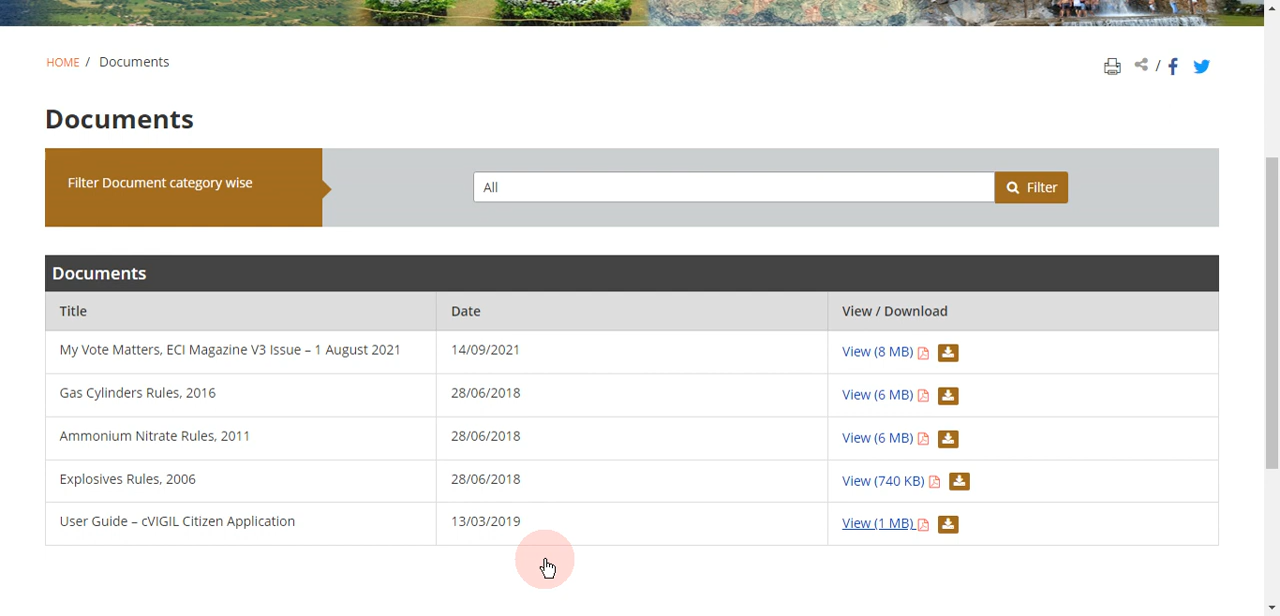 HOME / Documents
/
Documents
Filter Document category wise
All
Filter
Documents
Title Date View / Download
My Vote Matters, ECI Magazine V3 Issue – 1 August 2021 14/09/2021 View (8 MB)
Gas Cylinders Rules, 2016 28/06/2018 View (6 MB)
Ammonium Nitrate Rules, 2011 28/06/2018 View (6 MB)
Explosives Rules, 2006 28/06/2018 View (740 KB)
User Guide – cVIGIL Citizen Application 13/03/2019 View (1 MB)